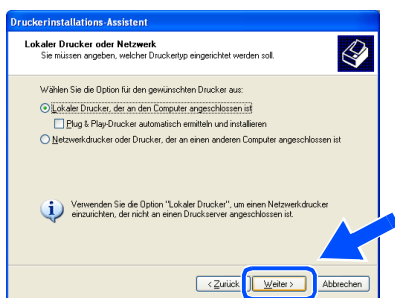 Druckerinstallations-Assistent
Lokaler Drucker oder Netzwerk
Sie müssen angeben, welcher Druckertyp eingerichtet werden soll.
Wählen Sie die Option für den gewünschten Drucker aus:
Lokaler Drucker, der an den Computer angeschlossen ist
Plug & Play-Drucker automatisch ermitteln und installieren
Netzwerkdrucker oder Drucker, der an einen anderen Computer angeschlossen ist
Verwenden Sie die Option "Lokaler Drucker", um einen Netzwerkdrucker
einzurichten, der nicht an einen Druckserver angeschlossen ist.
< Zurück Weiter > Abbrechen